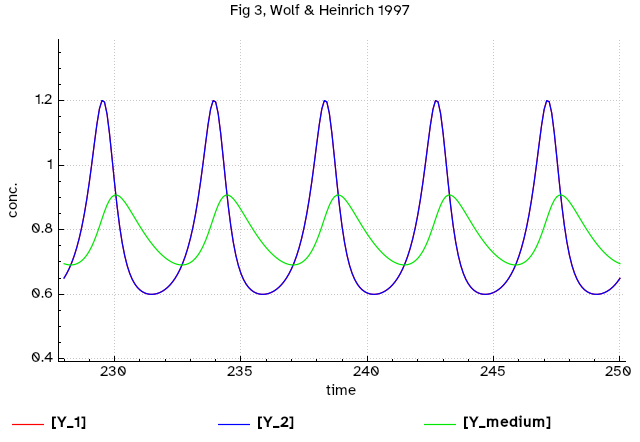 Fig 3, Wolf & Heinrich 1997
conc.
1.2
1
0.8
0.6
0.4
230 235 240 245 250
time
[Y_1] [Y_2] [Y_medium]